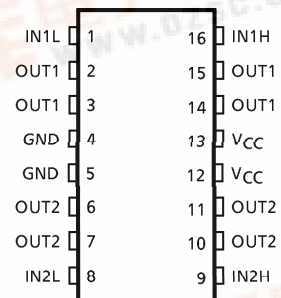 IN1L 1 16 IN1H
OUT1 2 15 OUT1
OUT1 3 14 OUT1
GND 4 13 VCC
GND 5 12 VCC
OUT2 6 11 OUT2
OUT2 7 10 OUT2
IN2L 8 9 IN2H